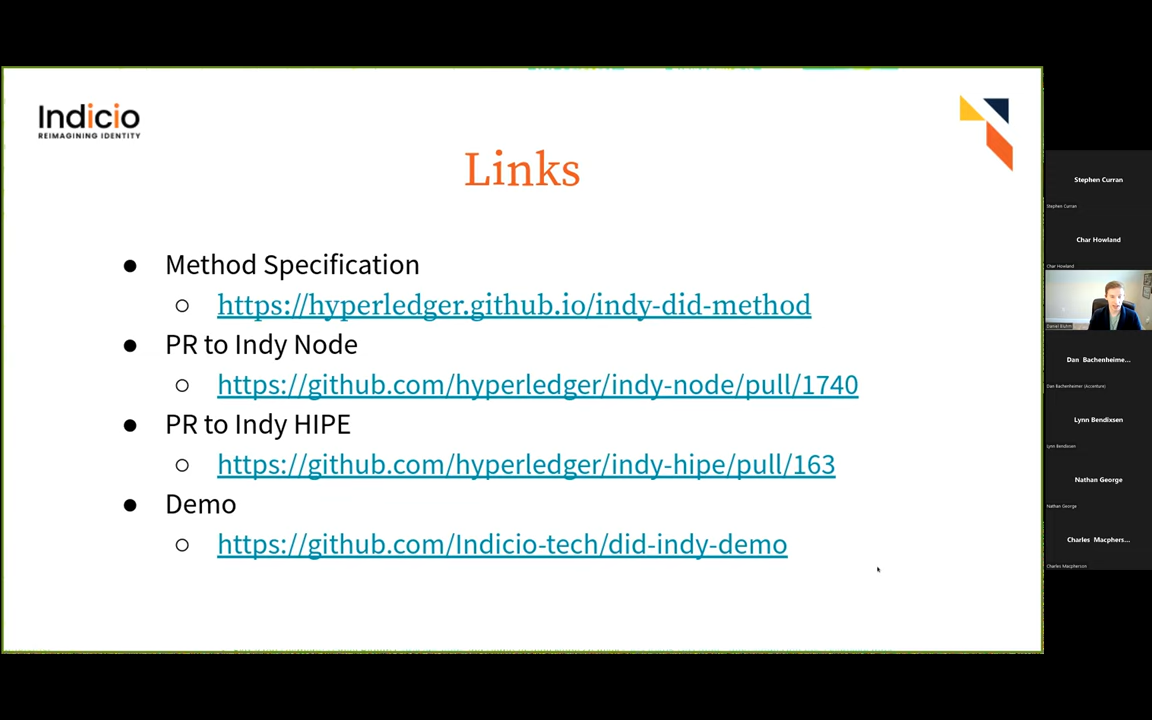 Indicio
REIMAGINING IDENTITY
Links
● Method Specification
○ https://hyperledger.github.io/indy-did-method
● PR to Indy Node
○ https://github.com/hyperledger/indy-node/pull/1740
● PR to Indy HIPE
○ https://github.com/hyperledger/indy-hipe/pull/163
● Demo
○ https://github.com/Indicio-tech/did-indy-demo
Stephen Curran
Stephen Curran
Char Howland
Char Howland
Daniel Bluhm
Dan Bachenheime...
Dan Bachenheimer (Accenture)
Lynn Bendixsen
Lynn Bendixsen
Nathan George
Nathan George
Charles Macphers...
Charles Macpherson